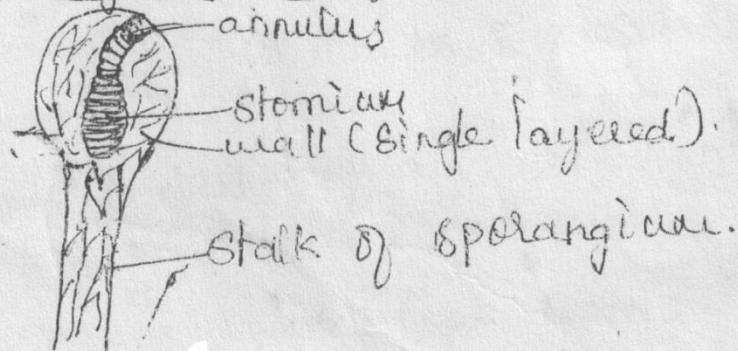 annulus
stomium
wall (single layered).
stalk of sporangium.